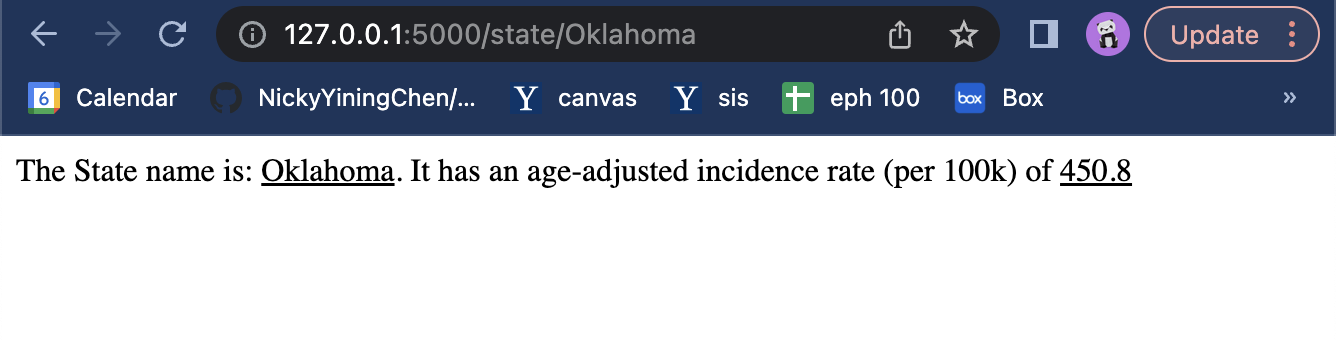 127.0.0.1:5000/state/Oklahoma Update
6 Calendar NickyYiningChen/... Y canvas Y sis eph 100 box Box »
The State name is: Oklahoma. It has an age-adjusted incidence rate (per 100k) of 450.8